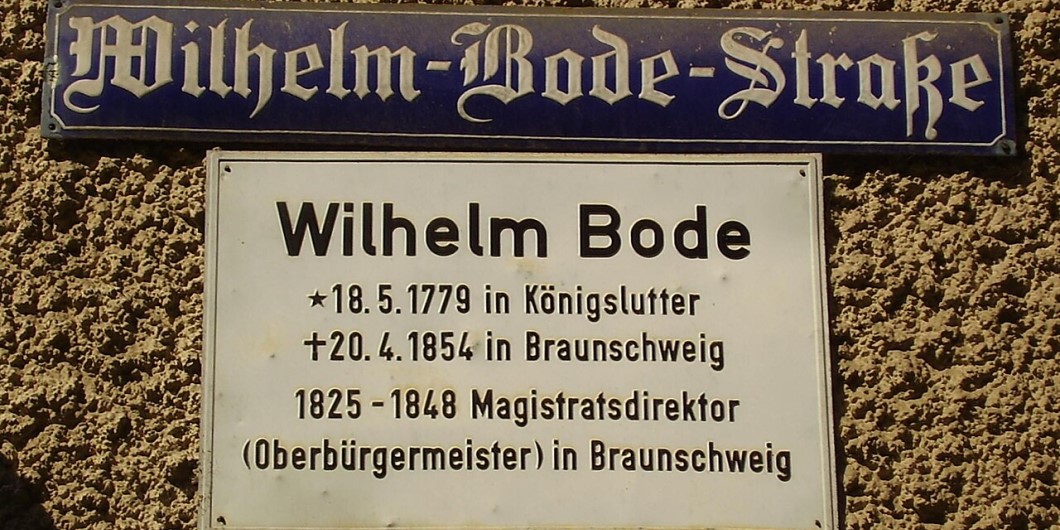 Wilhelm-Bode-Straße
Wilhelm Bode
★18.5.1779 in Königslutter
†20.4.1854 in Braunschweig
1825-1848 Magistratsdirektor
(Oberbürgermeister) in Braunschweig